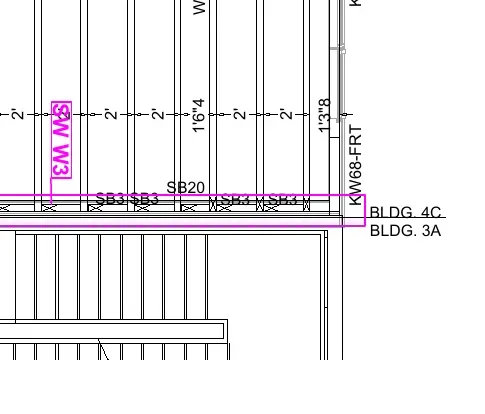 W
K
2' 2' 2' 2' 1'6"4 2' 2' 1'3"8
SW W3
KW68-FRT
SB20
SB3 SB3 SB3 SB3
BLDG. 4C
BLDG. 3A